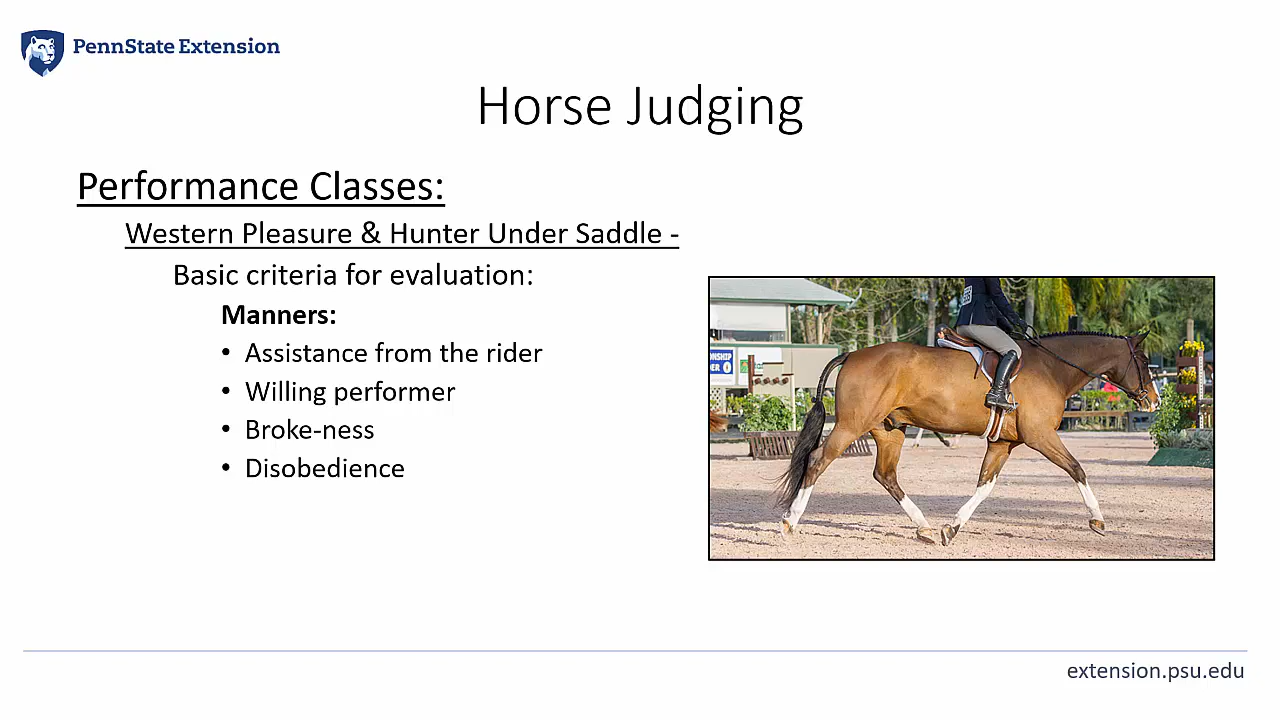 PennState Extension
Horse Judging
Performance Classes:
Western Pleasure & Hunter Under Saddle -
Basic criteria for evaluation:
Manners:
• Assistance from the rider
• Willing performer
• Broke-ness
• Disobedience
extension.psu.edu